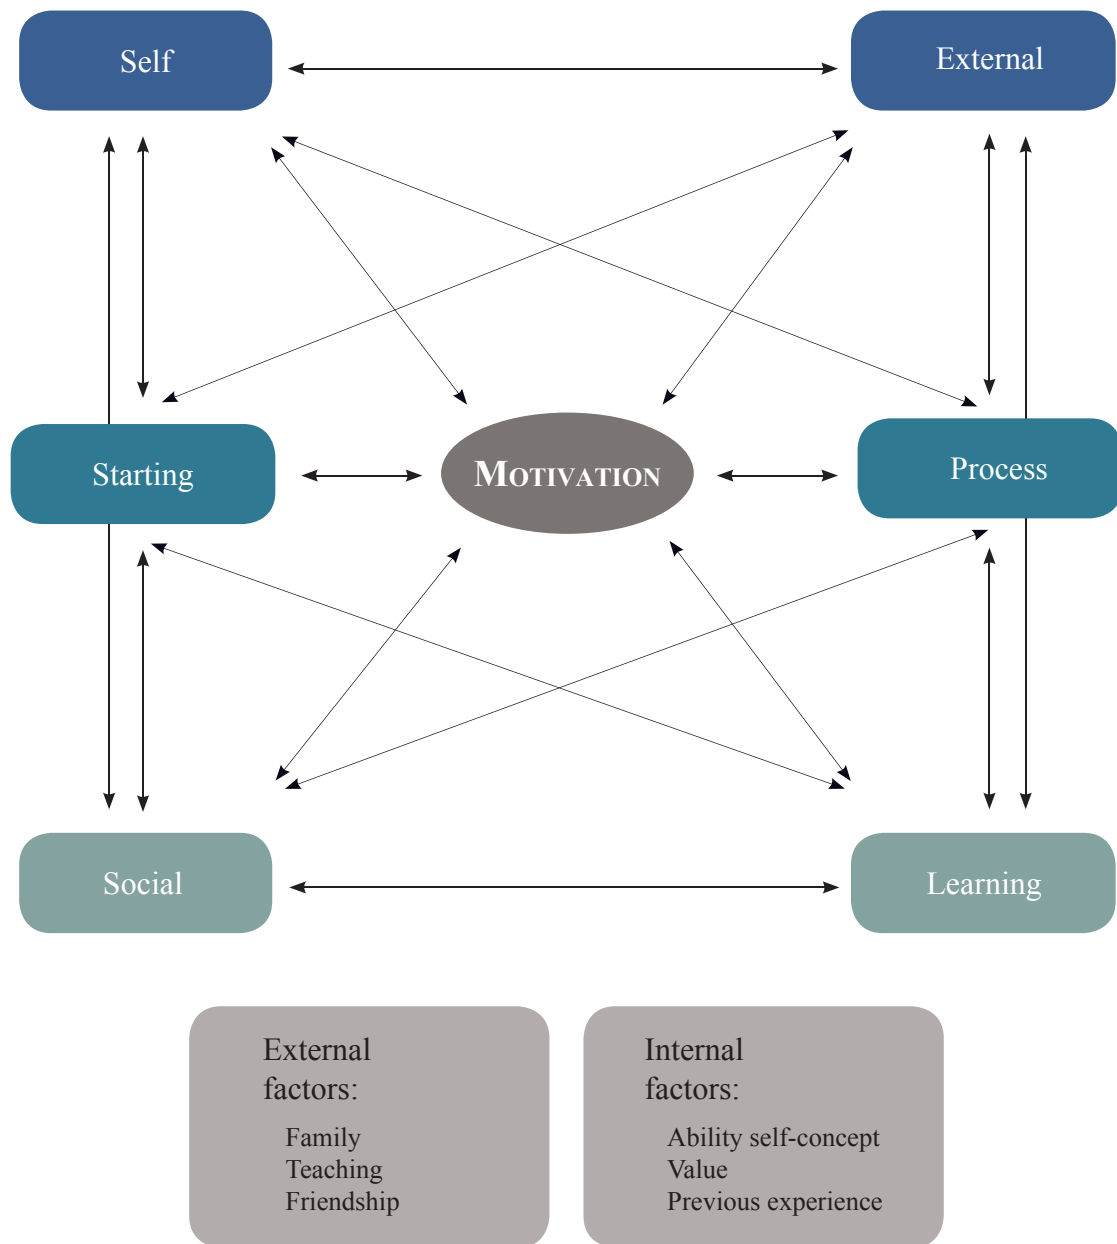 Self
External
Starting
MOTIVATION
Process
Social
Learning
External
factors:
Family
Teaching
Friendship
Internal
factors:
Ability self-concept
Value
Previous experience